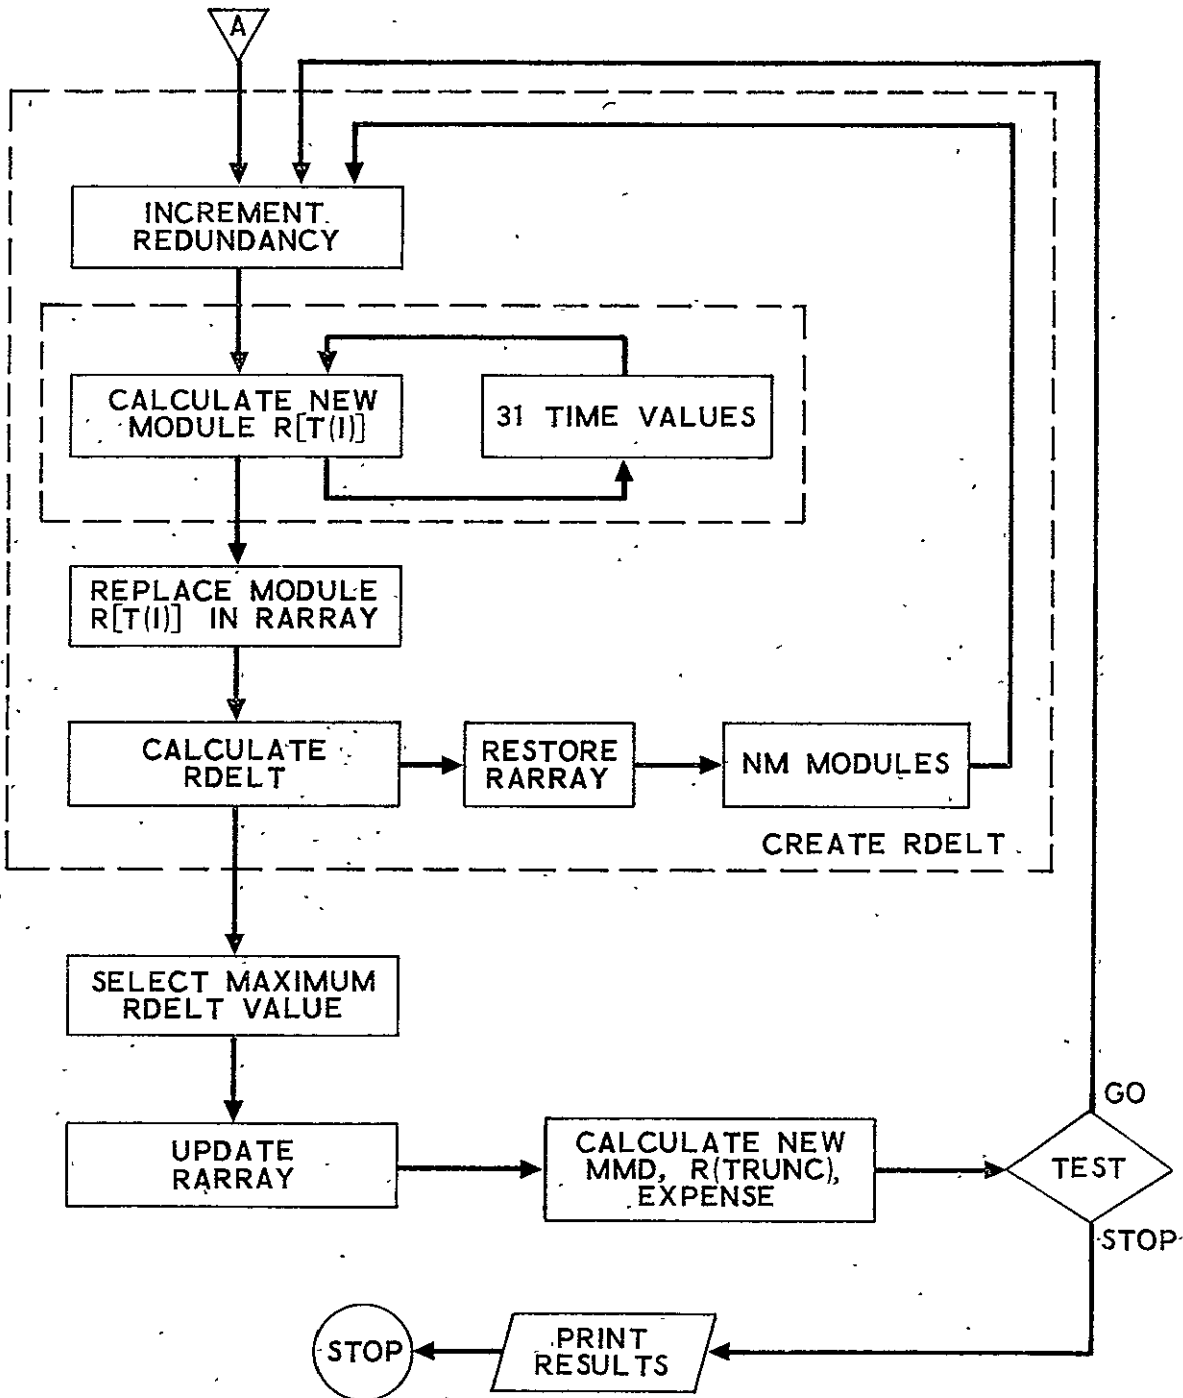 A
INCREMENT
REDUNDANCY
CALCULATE NEW
MODULE R[T(I)]
31 TIME VALUES
REPLACE MODULE
R[T(I)] IN RARRAY
CALCULATE
RDELT
RESTORE
RARRAY
NM MODULES
CREATE RDELT
SELECT MAXIMUM
RDELT VALUE
UPDATE
RARRAY
CALCULATE NEW
MMD, R(TRUNC),
EXPENSE
GO
TEST
STOP
PRINT
RESULTS
STOP